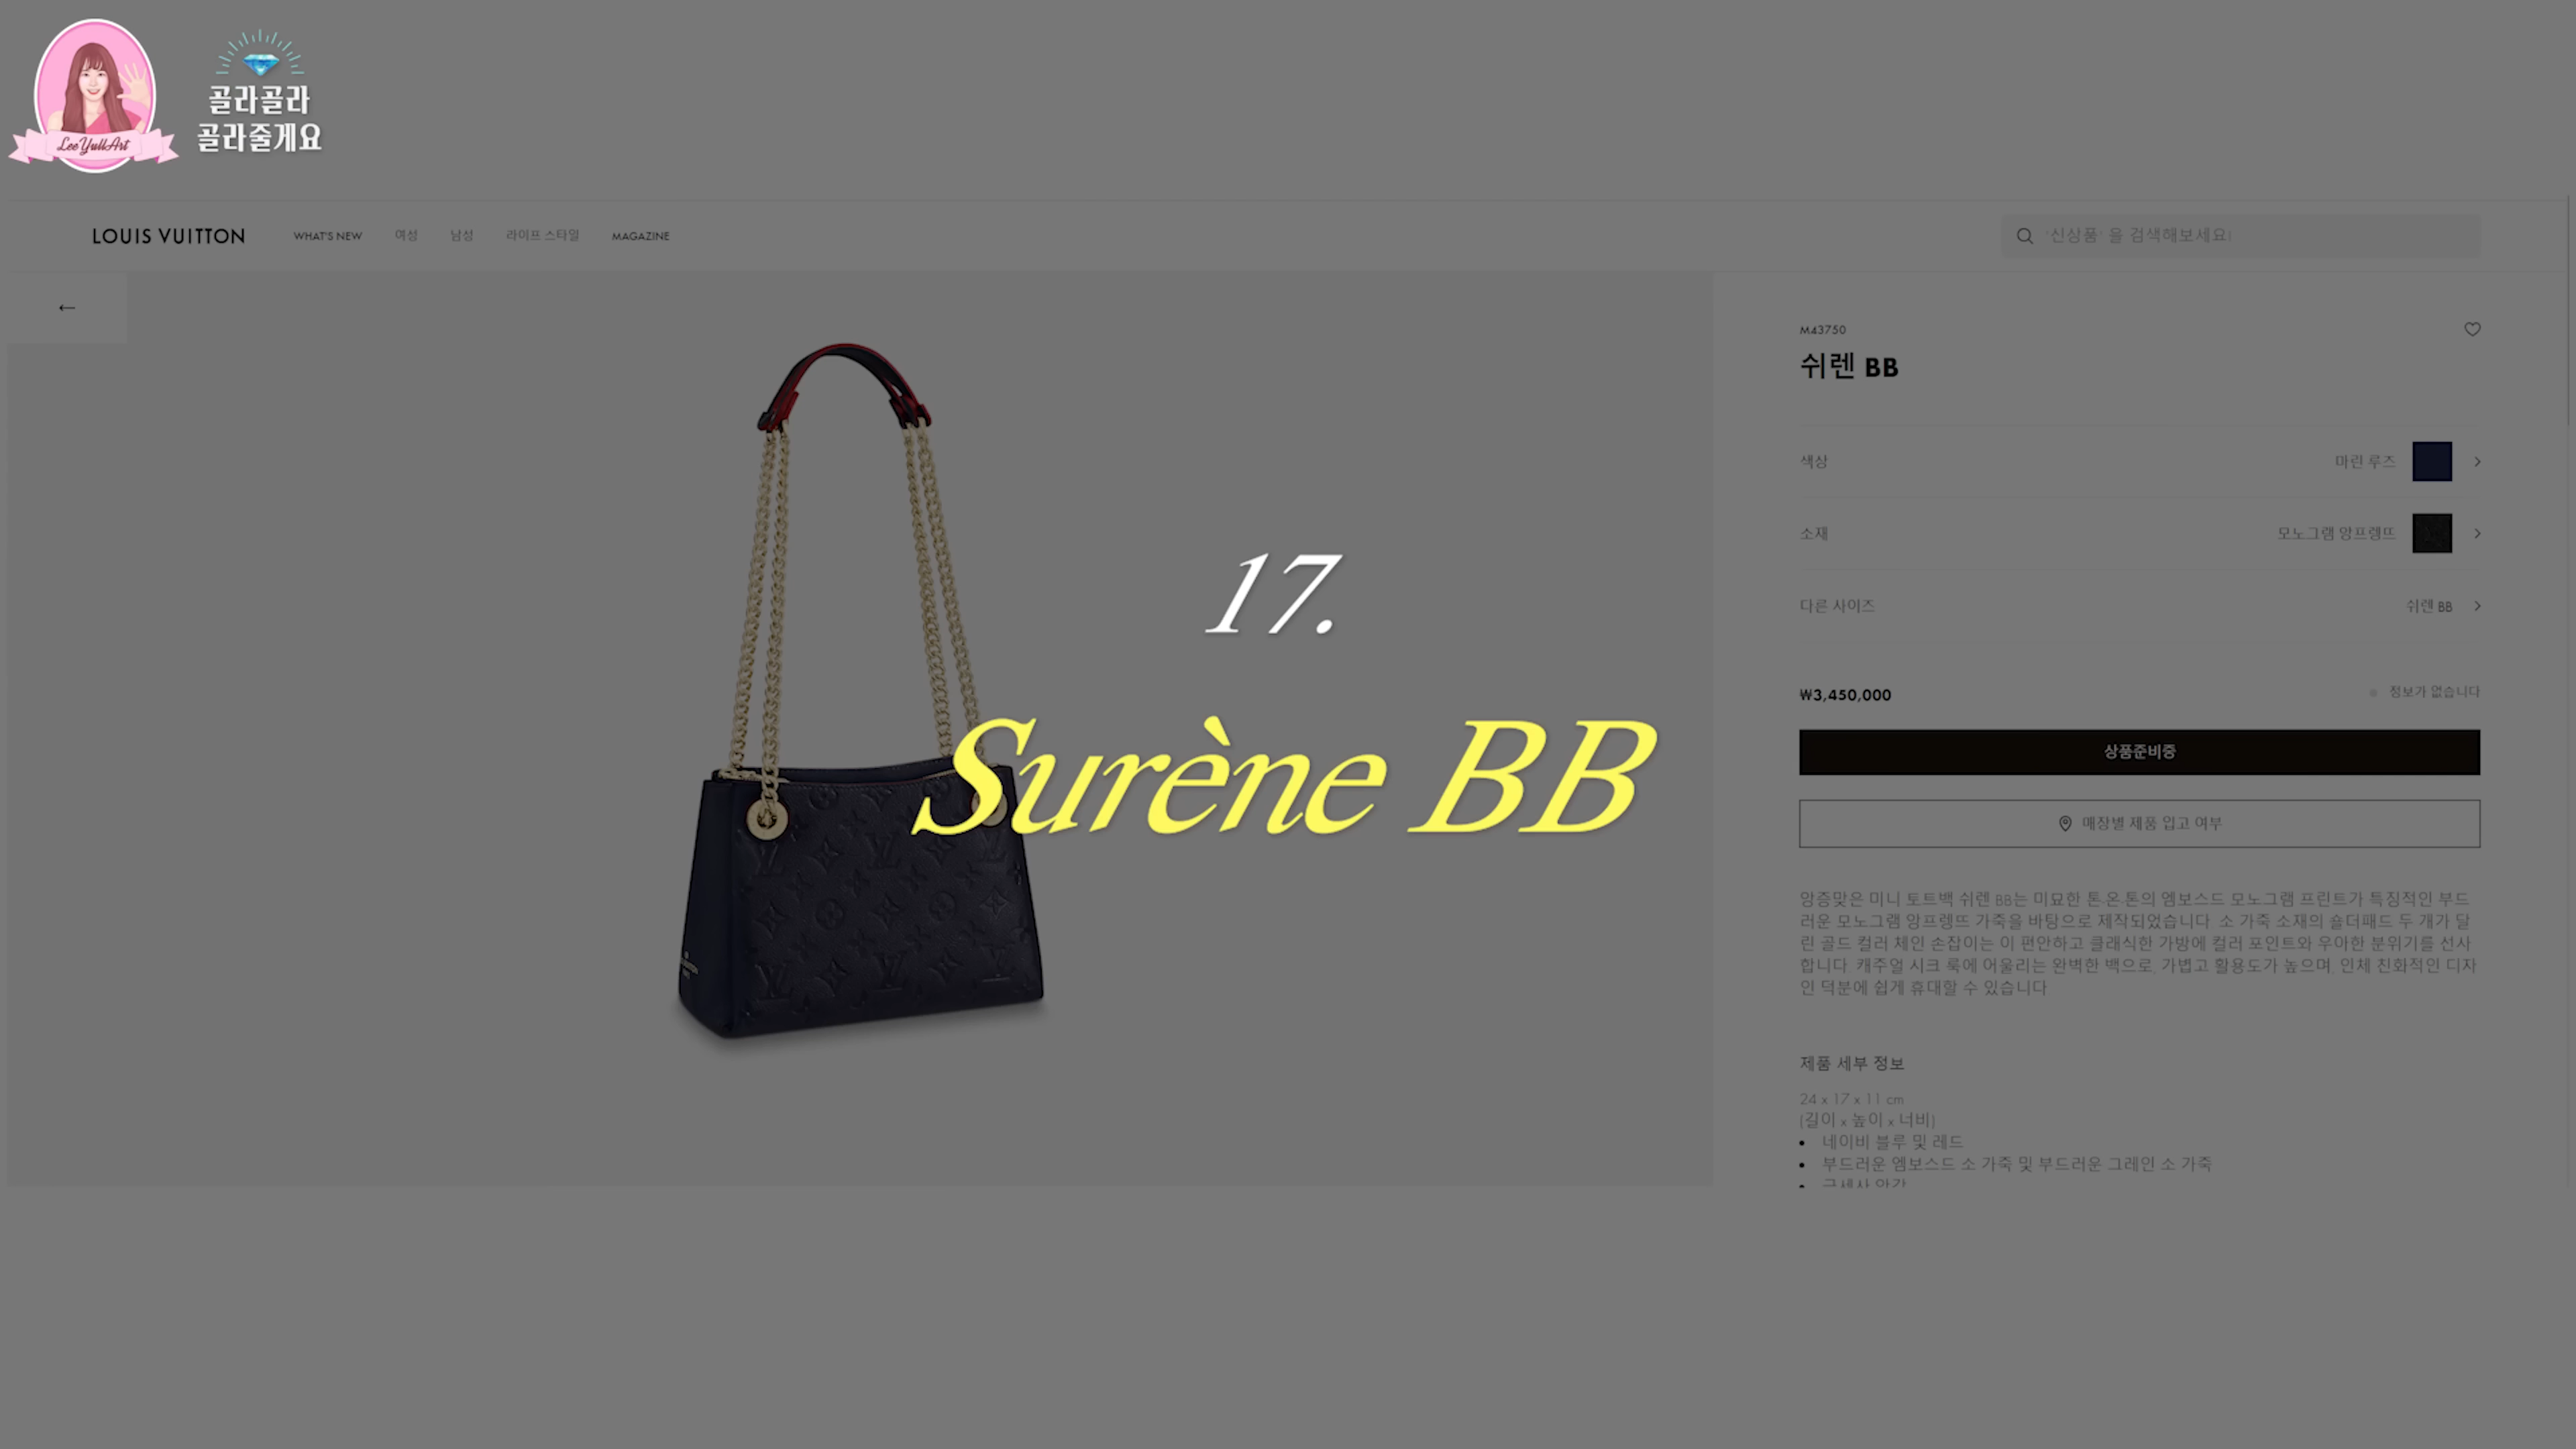 LeeYullArt
골라골라
골라줄게요
LOUIS VUITTON WHAT'S NEW 여성 남성 라이프 스타일 MAGAZINE
'신상품' 을 검색해보세요!
←
M43750
쉬렌 BB
색상 마린 루즈
소재 모노그램 앙프렝뜨
다른 사이즈 쉬렌 BB
17.
Surène BB
₩3,450,000 정보가 없습니다
상품준비중
매장별 제품 입고 여부
앙증맞은 미니 토트백 쉬렌 BB는 미묘한 톤온톤의 엠보스드 모노그램 프린트가 특징적인 부드
러운 모노그램 앙프렝뜨 가죽을 바탕으로 제작되었습니다. 소 가죽 소재의 숄더패드 두 개가 달
린 골드 컬러 체인 손잡이는 이 편안하고 클래식한 가방에 컬러 포인트와 우아한 분위기를 선사
합니다. 캐주얼 시크 룩에 어울리는 완벽한 백으로, 가볍고 활용도가 높으며, 인체 친화적인 디자
인 덕분에 쉽게 휴대할 수 있습니다
제품 세부 정보
24 x 17 x 11 cm
(길이 x 높이 x 너비)
• 네이비 블루 및 레드
• 부드러운 엠보스드 소 가죽 및 부드러운 그레인 소 가죽